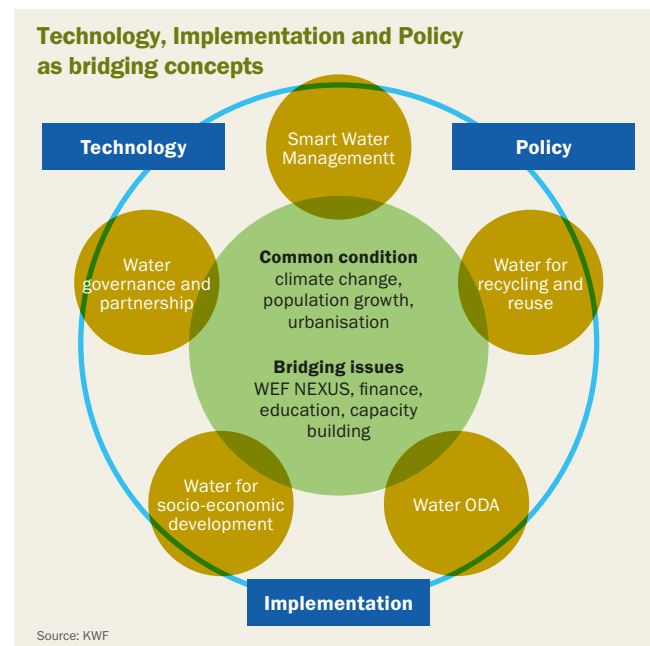 Technology, Implementation and Policy
as bridging concepts
Technology
Smart Water
Managementt
Policy
Water
governance and
partnership
Common condition
climate change,
population growth,
urbanisation
Water for
recycling and
reuse
Bridging issues
WEF NEXUS, finance,
education, capacity
building
Water for
socio-economic
development
Water ODA
Implementation
Source: KWF